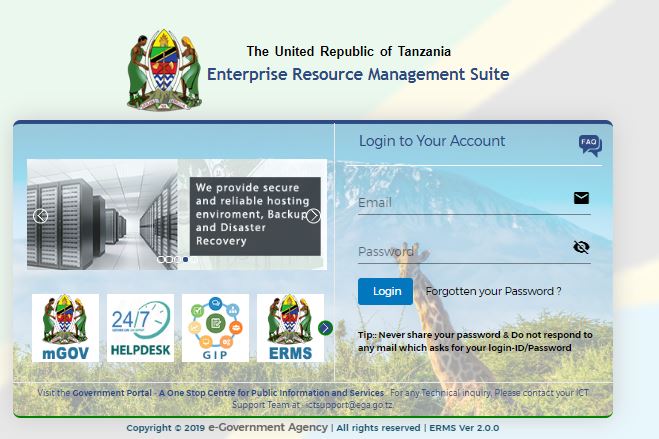 The United Republic of Tanzania
Enterprise Resource Management Suite
Login to Your Account
FAQ
We provide secure
and reliable hosting
enviroment, Backup
and Disaster
Recovery
Email
Password
Login
Forgotten your Password ?
mGOV
24/7
HELPDESK
GIP
ERMS
Tip:: Never share your password & Do not respond to
any mail which asks for your login-ID/Password
Visit the Government Portal - A One Stop Centre for Public Information and Services . For any Technical inquiry, Please contact your ICT
Support Team at - ictsupport@ega.go.tz.
Copyright © 2019 e-Government Agency | All rights reserved | ERMS Ver 2.0.0